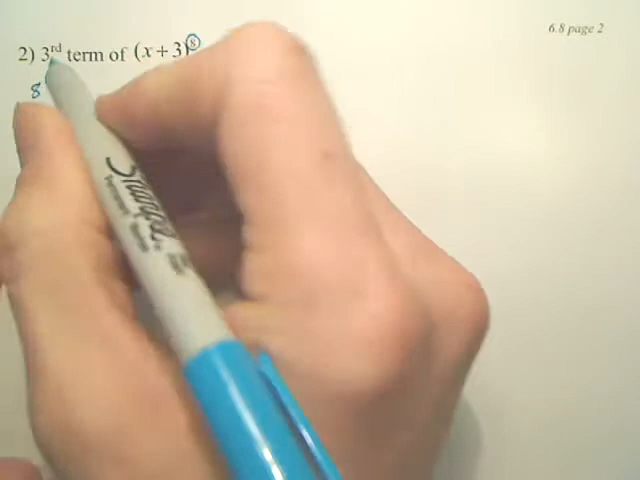 6.8 page 2
2) 3rd term of (x + 3)⁸
8
Sharpie